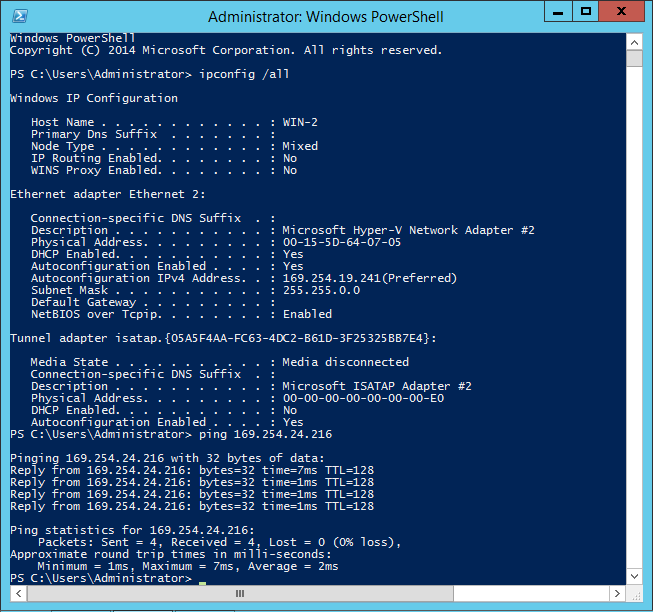 Administrator: Windows PowerShell
Windows PowerShell
Copyright (C) 2014 Microsoft Corporation. All rights reserved.
PS C:\Users\Administrator> ipconfig /all
Windows IP Configuration
Host Name . . . . . . . . . . . . : WIN-2
Primary Dns Suffix  . . . . . . . :
Node Type . . . . . . . . . . . . : Mixed
IP Routing Enabled. . . . . . . . : No
WINS Proxy Enabled. . . . . . . . : No
Ethernet adapter Ethernet 2:
Connection-specific DNS Suffix  . :
Description . . . . . . . . . . . : Microsoft Hyper-V Network Adapter #2
Physical Address. . . . . . . . . : 00-15-5D-64-07-05
DHCP Enabled. . . . . . . . . . . : Yes
Autoconfiguration Enabled . . . . : Yes
Autoconfiguration IPv4 Address. . : 169.254.19.241(Preferred)
Subnet Mask . . . . . . . . . . . : 255.255.0.0
Default Gateway . . . . . . . . . :
NetBIOS over Tcpip. . . . . . . . : Enabled
Tunnel adapter isatap.{05A5F4AA-FC63-4DC2-B61D-3F25325BB7E4}:
Media State . . . . . . . . . . . : Media disconnected
Connection-specific DNS Suffix  . :
Description . . . . . . . . . . . : Microsoft ISATAP Adapter #2
Physical Address. . . . . . . . . : 00-00-00-00-00-00-00-E0
DHCP Enabled. . . . . . . . . . . : No
Autoconfiguration Enabled . . . . : Yes
PS C:\Users\Administrator> ping 169.254.24.216
Pinging 169.254.24.216 with 32 bytes of data:
Reply from 169.254.24.216: bytes=32 time=7ms TTL=128
Reply from 169.254.24.216: bytes=32 time=1ms TTL=128
Reply from 169.254.24.216: bytes=32 time=1ms TTL=128
Reply from 169.254.24.216: bytes=32 time=1ms TTL=128
Ping statistics for 169.254.24.216:
Packets: Sent = 4, Received = 4, Lost = 0 (0% loss),
Approximate round trip times in milli-seconds:
Minimum = 1ms, Maximum = 7ms, Average = 2ms
PS C:\Users\Administrator> _